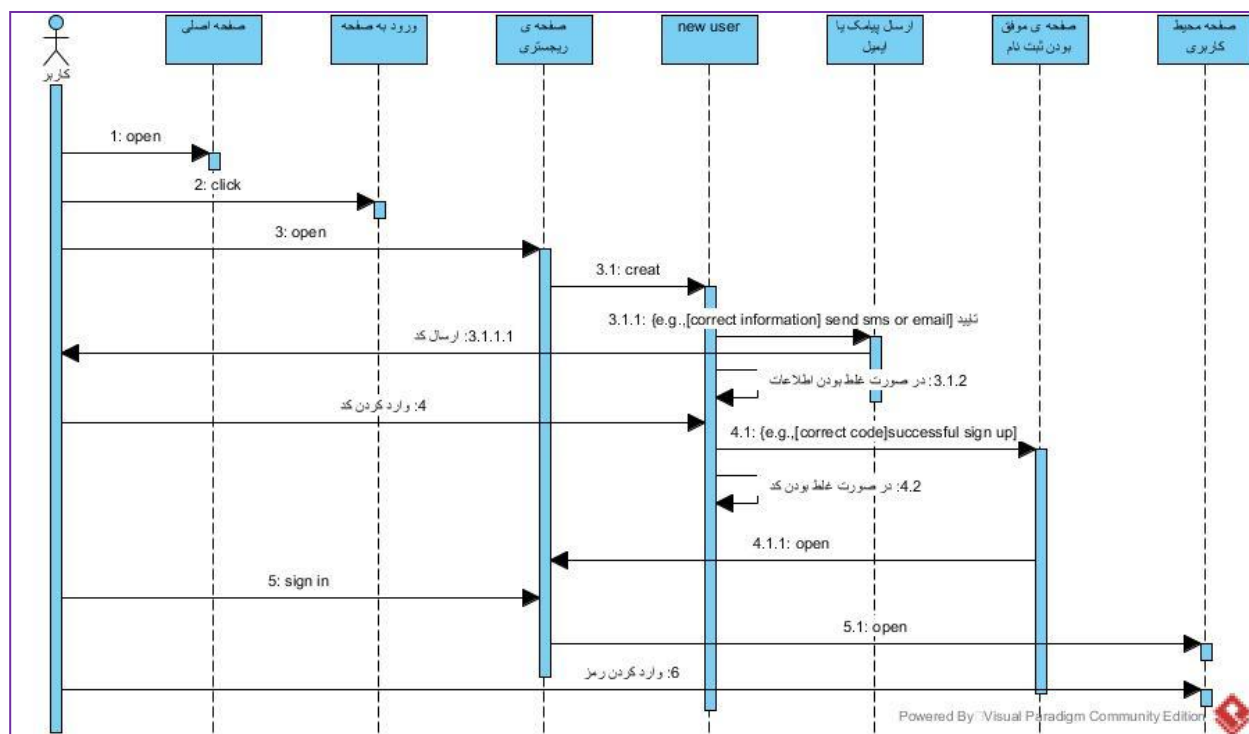 صفحه اصلی
ورود به صفحه
صفحه ی
ریجستری
new user
ارسال پیامک یا
ایمیل
صفحه ی موفق
بودن ثبت نام
صفحه محیط
کاربری
کاربر
1: open
2: click
3: open
3.1: creat
3.1.1: {e.g.,[correct information] send sms or email] تایید
3.1.1.1: ارسال کد
3.1.2: در صورت غلط بودن اطلاعات
4: وارد کردن کد
4.1: {e.g.,[correct code]successful sign up]
4.2: در صورت غلط بودن کد
4.1.1: open
5: sign in
5.1: open
6: وارد کردن رمز
Powered By Visual Paradigm Community Edition